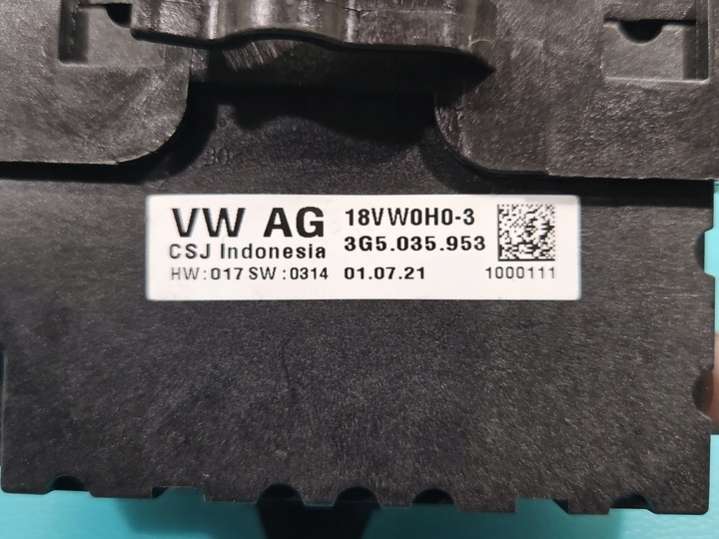 VW AG 18VW0H0-3
CSJ Indonesia 3G5.035.953
HW:017 SW:0314 01.07.21 1000111